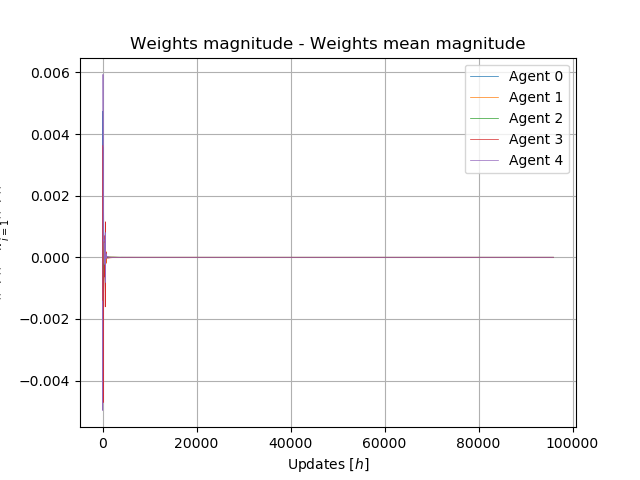 Weights magnitude - Weights mean magnitude
0.006
0.004
0.002
0.000
−0.002
−0.004
i=1
0
20000
40000
60000
80000
100000
Updates [h]
Agent 0
Agent 1
Agent 2
Agent 3
Agent 4